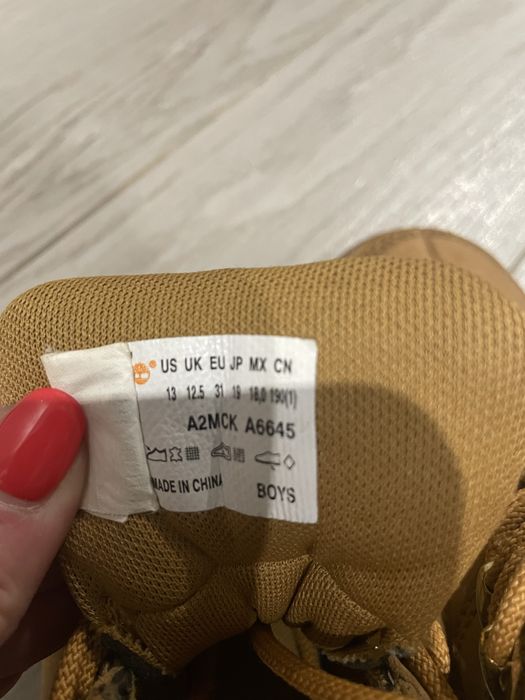 US UK EU JP MX CN
13 12.5 31 19 18,0 190(1)
A2MCK A6645
MADE IN CHINA
BOYS